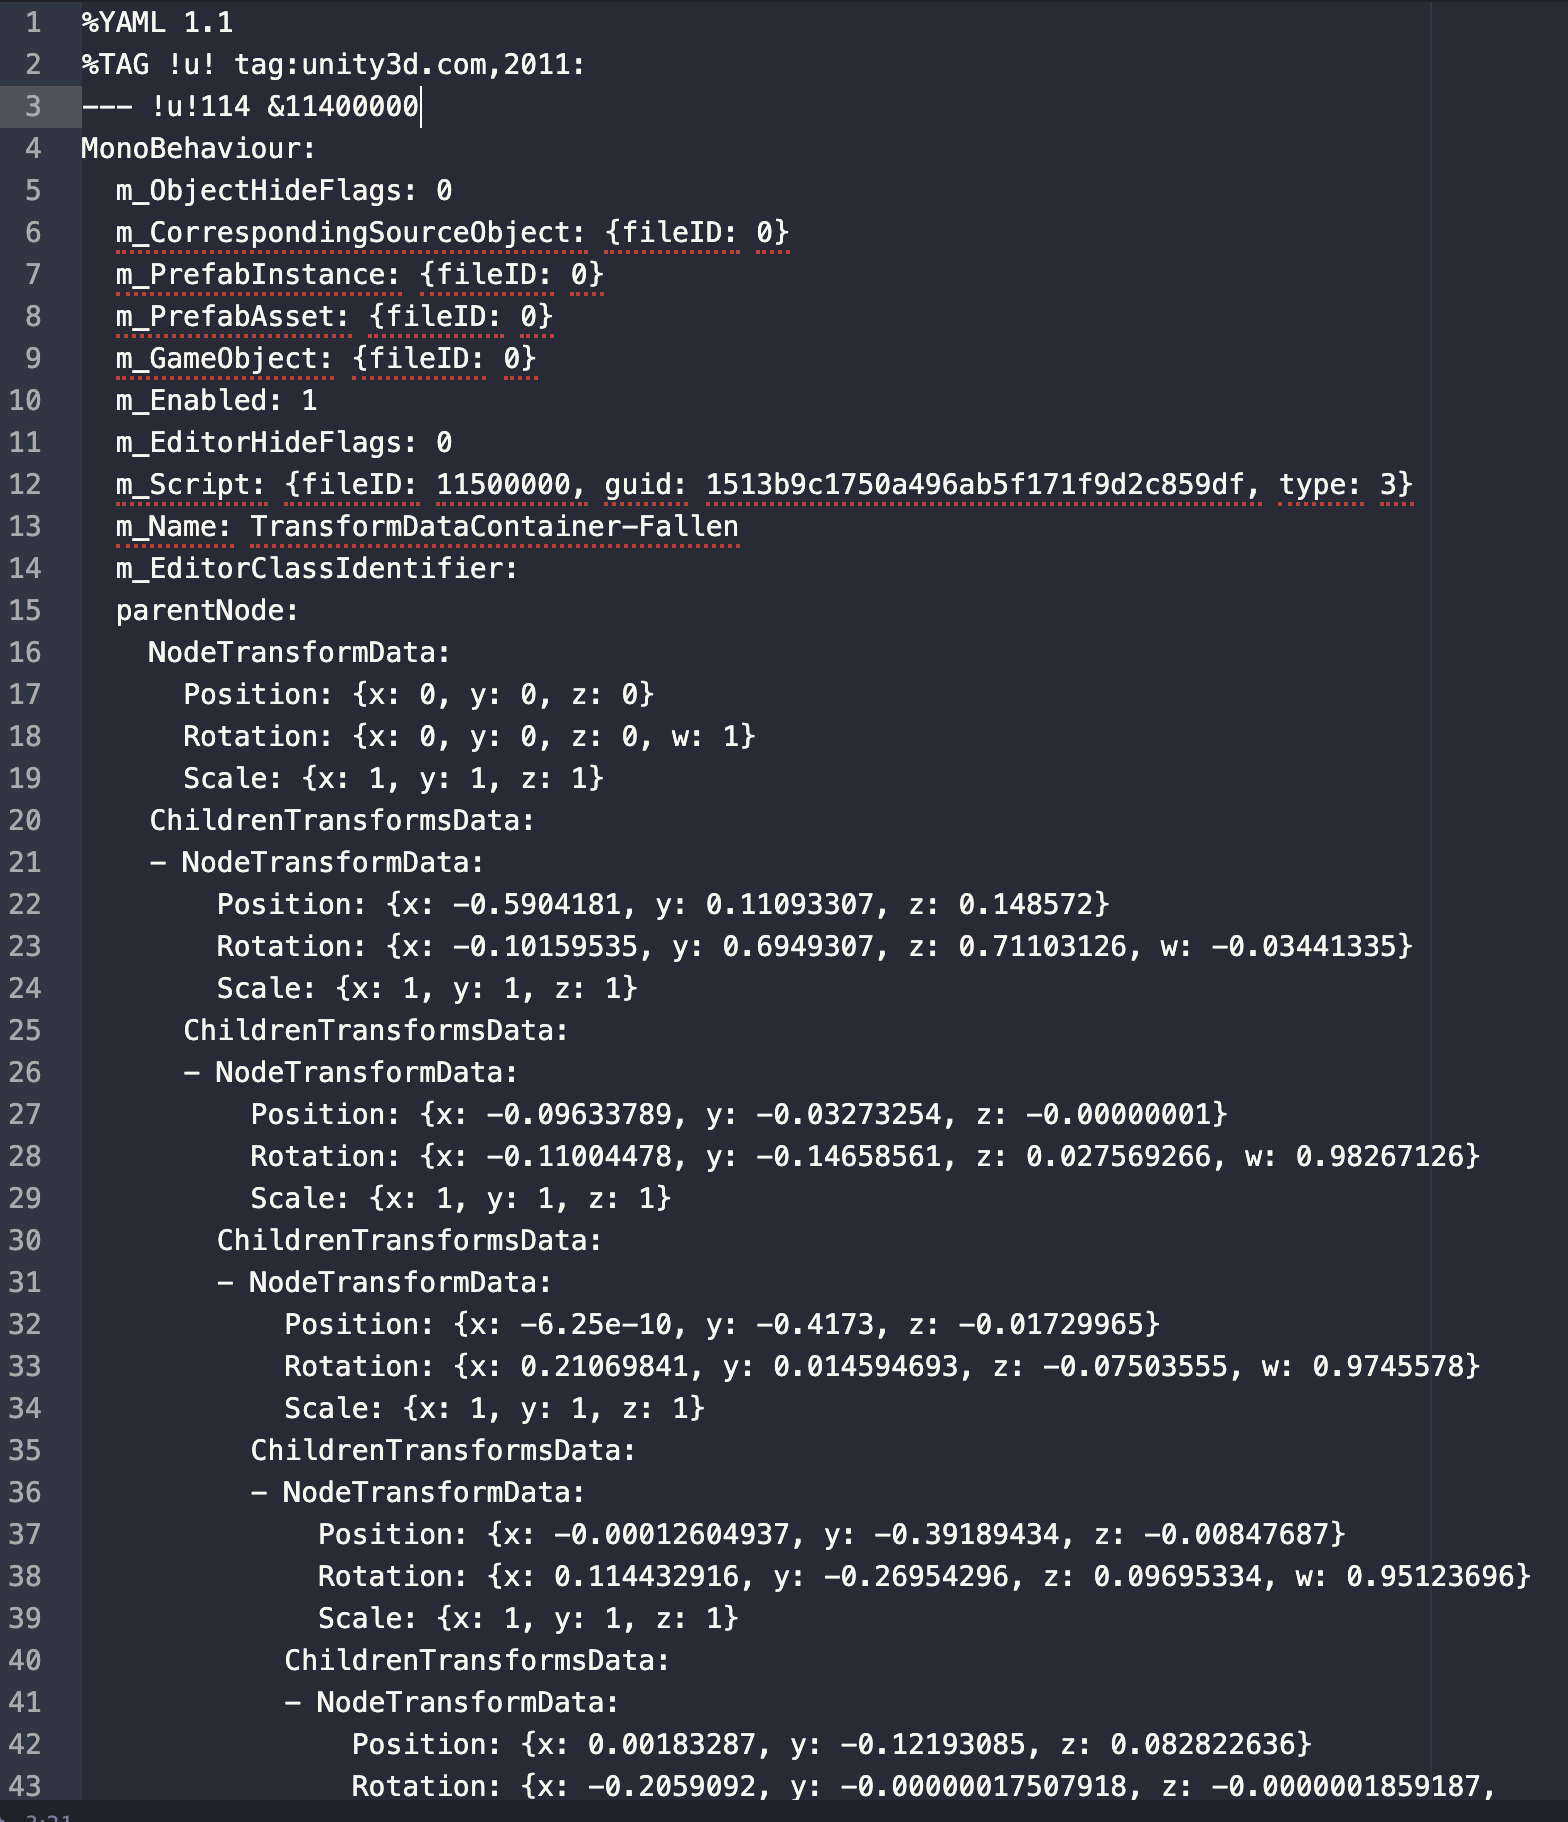 1 %YAML 1.1
2 %TAG !u! tag:unity3d.com,2011:
3 --- !u!114 &11400000
4 MonoBehaviour:
5 m_ObjectHideFlags: 0
6 m_CorrespondingSourceObject: {fileID: 0}
7 m_PrefabInstance: {fileID: 0}
8 m_PrefabAsset: {fileID: 0}
9 m_GameObject: {fileID: 0}
10 m_Enabled: 1
11 m_EditorHideFlags: 0
12 m_Script: {fileID: 11500000, guid: 1513b9c1750a496ab5f171f9d2c859df, type: 3}
13 m_Name: TransformDataContainer-Fallen
14 m_EditorClassIdentifier:
15 parentNode:
16 NodeTransformData:
17 Position: {x: 0, y: 0, z: 0}
18 Rotation: {x: 0, y: 0, z: 0, w: 1}
19 Scale: {x: 1, y: 1, z: 1}
20 ChildrenTransformsData:
21 - NodeTransformData:
22 Position: {x: -0.5904181, y: 0.11093307, z: 0.148572}
23 Rotation: {x: -0.10159535, y: 0.6949307, z: 0.71103126, w: -0.03441335}
24 Scale: {x: 1, y: 1, z: 1}
25 ChildrenTransformsData:
26 - NodeTransformData:
27 Position: {x: -0.09633789, y: -0.03273254, z: -0.00000001}
28 Rotation: {x: -0.11004478, y: -0.14658561, z: 0.027569266, w: 0.98267126}
29 Scale: {x: 1, y: 1, z: 1}
30 ChildrenTransformsData:
31 - NodeTransformData:
32 Position: {x: -6.25e-10, y: -0.4173, z: -0.01729965}
33 Rotation: {x: 0.21069841, y: 0.014594693, z: -0.07503555, w: 0.9745578}
34 Scale: {x: 1, y: 1, z: 1}
35 ChildrenTransformsData:
36 - NodeTransformData:
37 Position: {x: -0.00012604937, y: -0.39189434, z: -0.00847687}
38 Rotation: {x: 0.114432916, y: -0.26954296, z: 0.09695334, w: 0.95123696}
39 Scale: {x: 1, y: 1, z: 1}
40 ChildrenTransformsData:
41 - NodeTransformData:
42 Position: {x: 0.00183287, y: -0.12193085, z: 0.082822636}
43 Rotation: {x: -0.2059092, y: -0.00000017507918, z: -0.0000001859187,